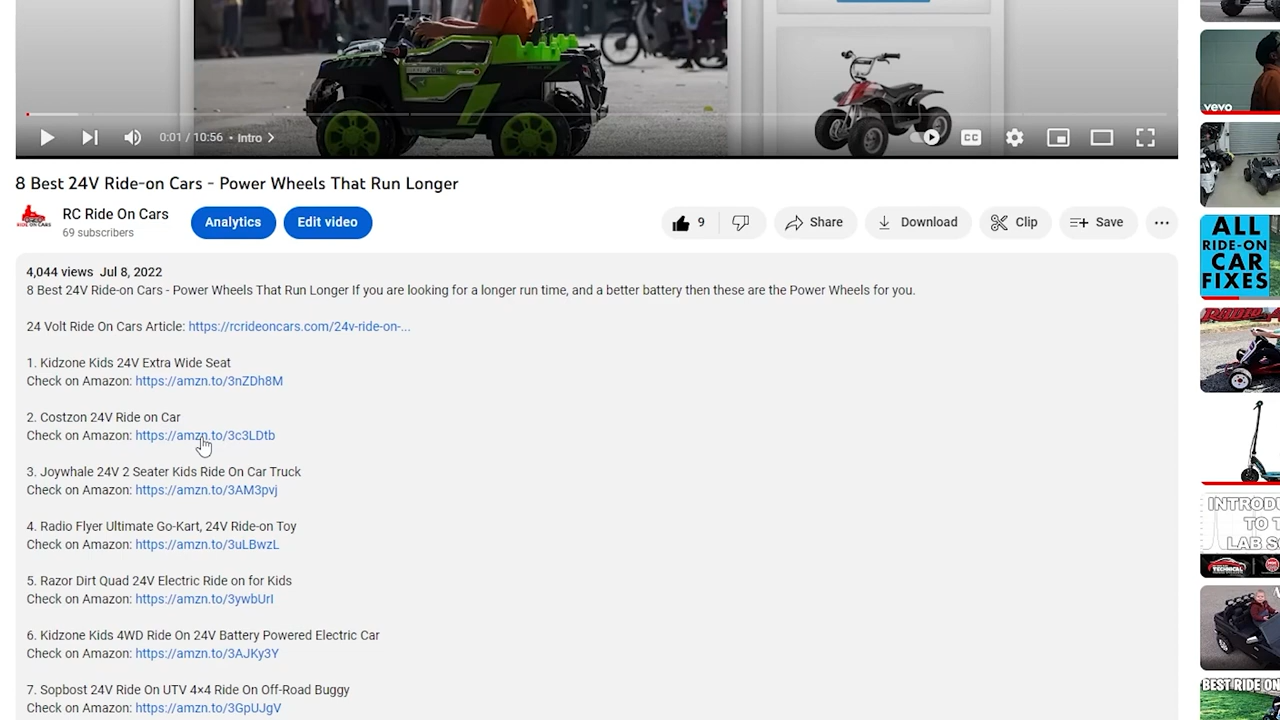 0:01 / 10:56 • Intro
CC
8 Best 24V Ride-on Cars - Power Wheels That Run Longer
RC Ride On Cars
69 subscribers
RIDE ON CARS
Analytics
Edit video
9
Share
Download
Clip
Save
4,044 views Jul 8, 2022
8 Best 24V Ride-on Cars - Power Wheels That Run Longer If you are looking for a longer run time, and a better battery then these are the Power Wheels for you.
24 Volt Ride On Cars Article: https://rcrideoncars.com/24v-ride-on-...
1. Kidzone Kids 24V Extra Wide Seat
Check on Amazon: https://amzn.to/3nZDh8M
2. Costzon 24V Ride on Car
Check on Amazon: https://amzn.to/3c3LDtb
3. Joywhale 24V 2 Seater Kids Ride On Car Truck
Check on Amazon: https://amzn.to/3AM3pvj
4. Radio Flyer Ultimate Go-Kart, 24V Ride-on Toy
Check on Amazon: https://amzn.to/3uLBwzL
5. Razor Dirt Quad 24V Electric Ride on for Kids
Check on Amazon: https://amzn.to/3ywbUrI
6. Kidzone Kids 4WD Ride On 24V Battery Powered Electric Car
Check on Amazon: https://amzn.to/3AJKy3Y
7. Sopbost 24V Ride On UTV 4×4 Ride On Off-Road Buggy
Check on Amazon: https://amzn.to/3GpUJgV
vevo
ALL
RIDE-ON
CAR
FIXES
INTRODU
TO T
LAB SC
TECHNICAL
BEST RIDE ON